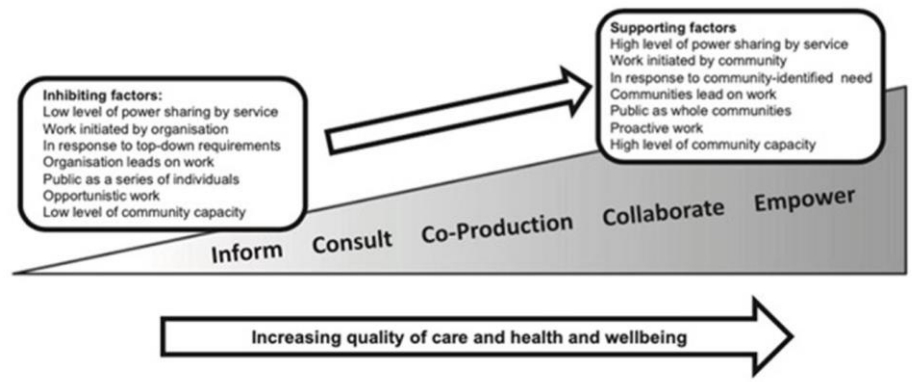 Inhibiting factors:
Low level of power sharing by service
Work initiated by organisation
In response to top-down requirements
Organisation leads on work
Public as a series of individuals
Opportunistic work
Low level of community capacity
Supporting factors
High level of power sharing by service
Work initiated by community
In response to community-identified need
Communities lead on work
Public as whole communities
Proactive work
High level of community capacity
Inform
Consult
Co-Production
Collaborate
Empower
Increasing quality of care and health and wellbeing